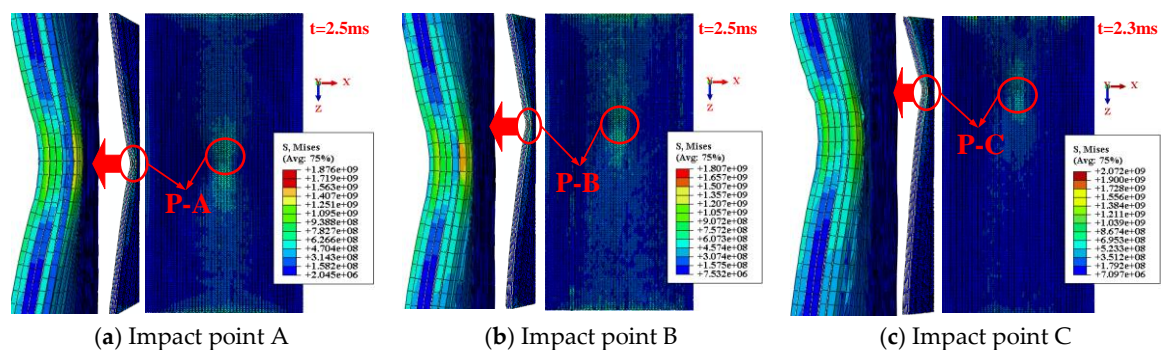 t=2.5ms
Y
X
Z
S, Mises
(Avg: 75%)
+1.876e+09
+1.719e+09
+1.563e+09
+1.407e+09
+1.251e+09
+1.095e+09
+9.388e+08
+7.827e+08
+6.266e+08
+4.704e+08
+3.143e+08
+1.582e+08
+2.045e+06
P-A
(a) Impact point A
t=2.5ms
Y
X
Z
S, Mises
(Avg: 75%)
+1.807e+09
+1.657e+09
+1.507e+09
+1.357e+09
+1.207e+09
+1.057e+09
+9.072e+08
+7.572e+08
+6.073e+08
+4.574e+08
+3.074e+08
+1.575e+08
+7.532e+06
P-B
(b) Impact point B
t=2.3ms
Y
X
Z
S, Mises
(Avg: 75%)
+2.072e+09
+1.900e+09
+1.728e+09
+1.556e+09
+1.384e+09
+1.211e+09
+1.039e+09
+8.674e+08
+6.953e+08
+5.233e+08
+3.512e+08
+1.792e+08
+7.097e+06
P-C
(c) Impact point C